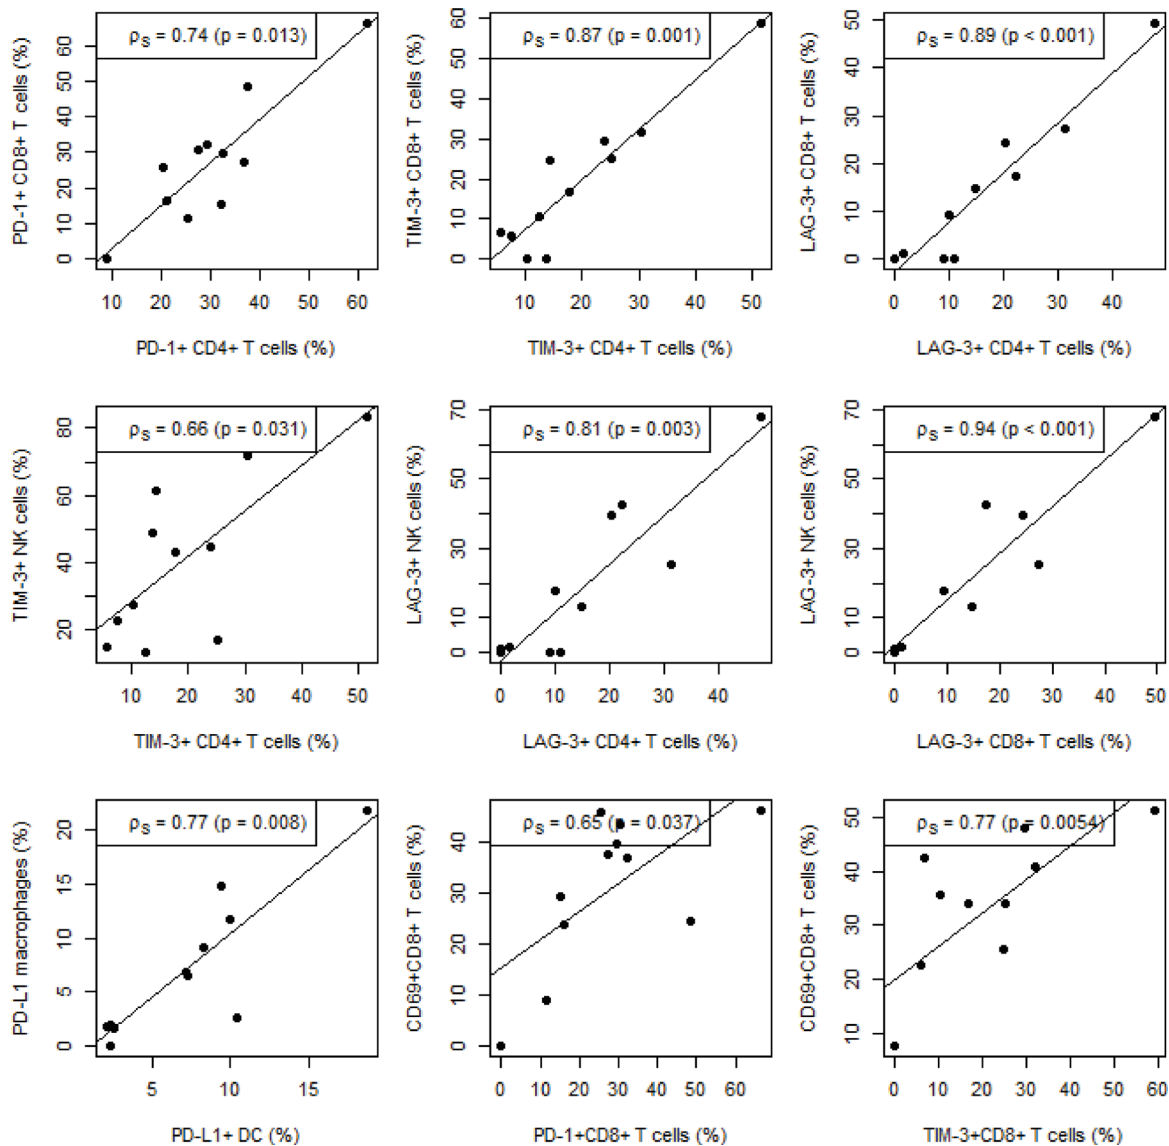 ρS = 0.74 (p = 0.013)
PD-1+ CD8+ T cells (%)
0 10 20 30 40 50 60
10 20 30 40 50 60
PD-1+ CD4+ T cells (%)
ρS = 0.87 (p = 0.001)
TIM-3+ CD8+ T cells (%)
0 10 20 30 40 50 60
10 20 30 40 50
TIM-3+ CD4+ T cells (%)
ρS = 0.89 (p < 0.001)
LAG-3+ CD8+ T cells (%)
0 10 20 30 40 50
0 10 20 30 40
LAG-3+ CD4+ T cells (%)
ρS = 0.66 (p = 0.031)
TIM-3+ NK cells (%)
20 40 60 80
10 20 30 40 50
TIM-3+ CD4+ T cells (%)
ρS = 0.81 (p = 0.003)
LAG-3+ NK cells (%)
0 10 30 50 70
0 10 20 30 40
LAG-3+ CD4+ T cells (%)
ρS = 0.94 (p < 0.001)
LAG-3+ NK cells (%)
0 10 30 50 70
0 10 20 30 40 50
LAG-3+ CD8+ T cells (%)
ρS = 0.77 (p = 0.008)
PD-L1 macrophages (%)
0 5 10 15 20
5 10 15
PD-L1+ DC (%)
ρS = 0.65 (p = 0.037)
CD69+CD8+ T cells (%)
0 10 20 30 40
0 10 20 30 40 50 60
PD-1+CD8+ T cells (%)
ρS = 0.77 (p = 0.0054)
CD69+CD8+ T cells (%)
10 20 30 40 50
0 10 20 30 40 50 60
TIM-3+CD8+ T cells (%)